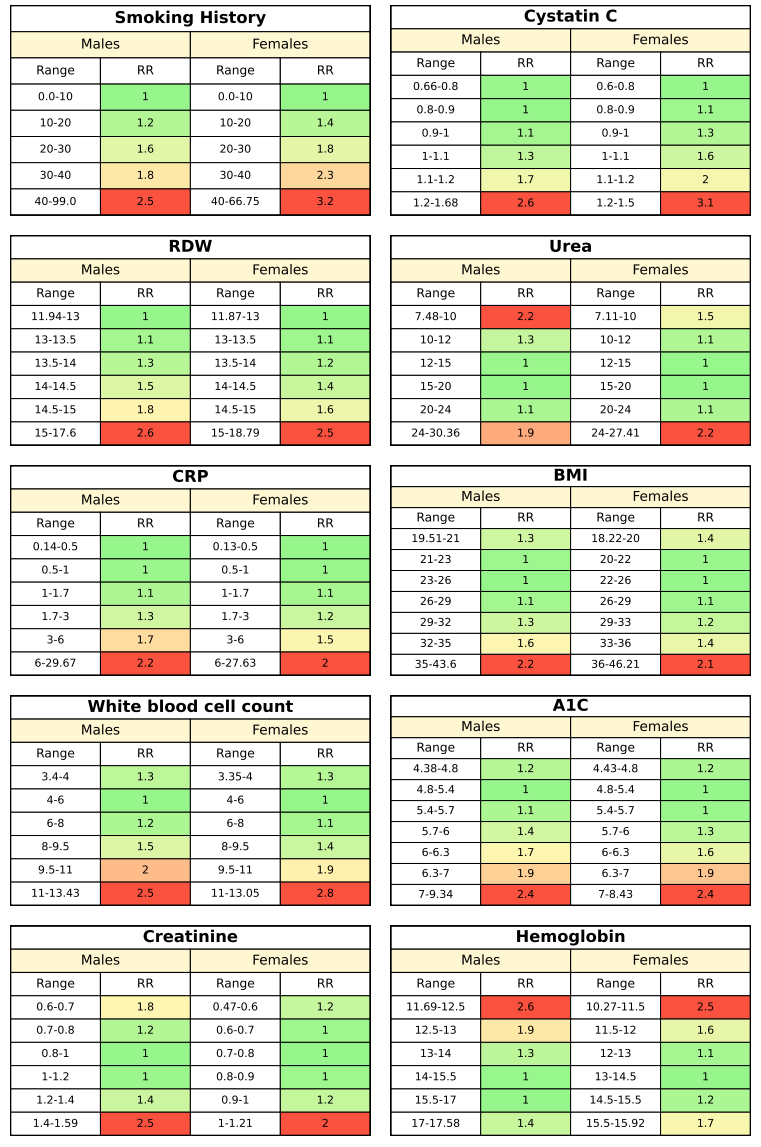 Smoking History
Males Females
Range RR Range RR
0.0-10 1 0.0-10 1
10-20 1.2 10-20 1.4
20-30 1.6 20-30 1.8
30-40 1.8 30-40 2.3
40-99.0 2.5 40-66.75 3.2
Cystatin C
Males Females
Range RR Range RR
0.66-0.8 1 0.6-0.8 1
0.8-0.9 1 0.8-0.9 1.1
0.9-1 1.1 0.9-1 1.3
1-1.1 1.3 1-1.1 1.6
1.1-1.2 1.7 1.1-1.2 2
1.2-1.68 2.6 1.2-1.5 3.1
RDW
Males Females
Range RR Range RR
11.94-13 1 11.87-13 1
13-13.5 1.1 13-13.5 1.1
13.5-14 1.3 13.5-14 1.2
14-14.5 1.5 14-14.5 1.4
14.5-15 1.8 14.5-15 1.6
15-17.6 2.6 15-18.79 2.5
Urea
Males Females
Range RR Range RR
7.48-10 2.2 7.11-10 1.5
10-12 1.3 10-12 1.1
12-15 1 12-15 1
15-20 1 15-20 1
20-24 1.1 20-24 1.1
24-30.36 1.9 24-27.41 2.2
CRP
Males Females
Range RR Range RR
0.14-0.5 1 0.13-0.5 1
0.5-1 1 0.5-1 1
1-1.7 1.1 1-1.7 1.1
1.7-3 1.3 1.7-3 1.2
3-6 1.7 3-6 1.5
6-29.67 2.2 6-27.63 2
BMI
Males Females
Range RR Range RR
19.51-21 1.3 18.22-20 1.4
21-23 1 20-22 1
23-26 1 22-26 1
26-29 1.1 26-29 1.1
29-32 1.3 29-33 1.2
32-35 1.6 33-36 1.4
35-43.6 2.2 36-46.21 2.1
White blood cell count
Males Females
Range RR Range RR
3.4-4 1.3 3.35-4 1.3
4-6 1 4-6 1
6-8 1.2 6-8 1.1
8-9.5 1.5 8-9.5 1.4
9.5-11 2 9.5-11 1.9
11-13.43 2.5 11-13.05 2.8
A1C
Males Females
Range RR Range RR
4.38-4.8 1.2 4.43-4.8 1.2
4.8-5.4 1 4.8-5.4 1
5.4-5.7 1.1 5.4-5.7 1
5.7-6 1.4 5.7-6 1.3
6-6.3 1.7 6-6.3 1.6
6.3-7 1.9 6.3-7 1.9
7-9.34 2.4 7-8.43 2.4
Creatinine
Males Females
Range RR Range RR
0.6-0.7 1.8 0.47-0.6 1.2
0.7-0.8 1.2 0.6-0.7 1
0.8-1 1 0.7-0.8 1
1-1.2 1 0.8-0.9 1
1.2-1.4 1.4 0.9-1 1.2
1.4-1.59 2.5 1-1.21 2
Hemoglobin
Males Females
Range RR Range RR
11.69-12.5 2.6 10.27-11.5 2.5
12.5-13 1.9 11.5-12 1.6
13-14 1.3 12-13 1.1
14-15.5 1 13-14.5 1
15.5-17 1 14.5-15.5 1.2
17-17.58 1.4 15.5-15.92 1.7